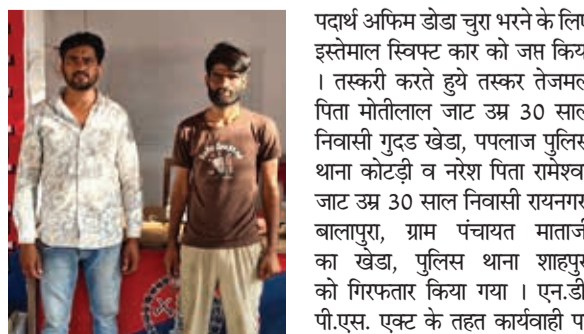 पदार्थ अफिम डोडा चुरा भरने के लिए
इस्तेमाल स्विफ्ट कार को जप्त किय
। तस्करी करते हुये तस्कर तेजमल
पिता मोतीलाल जाट उम्र 30 साल
निवासी गुदड खेडा, पपलाज पुलिस
थाना कोटड़ी व नरेश पिता रामेश्व
जाट उम्र 30 साल निवासी रायनगर
बालापुरा, ग्राम पंचायत माताजी
का खेडा, पुलिस थाना शाहपुर
को गिरफतार किया गया । एन.डी
पी.एस. एक्ट के तहत कार्यवाही प